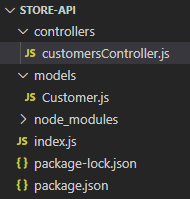 STORE-API
controllers
JS customersController.js
models
JS Customer.js
node_modules
JS index.js
{} package-lock.json
{} package.json